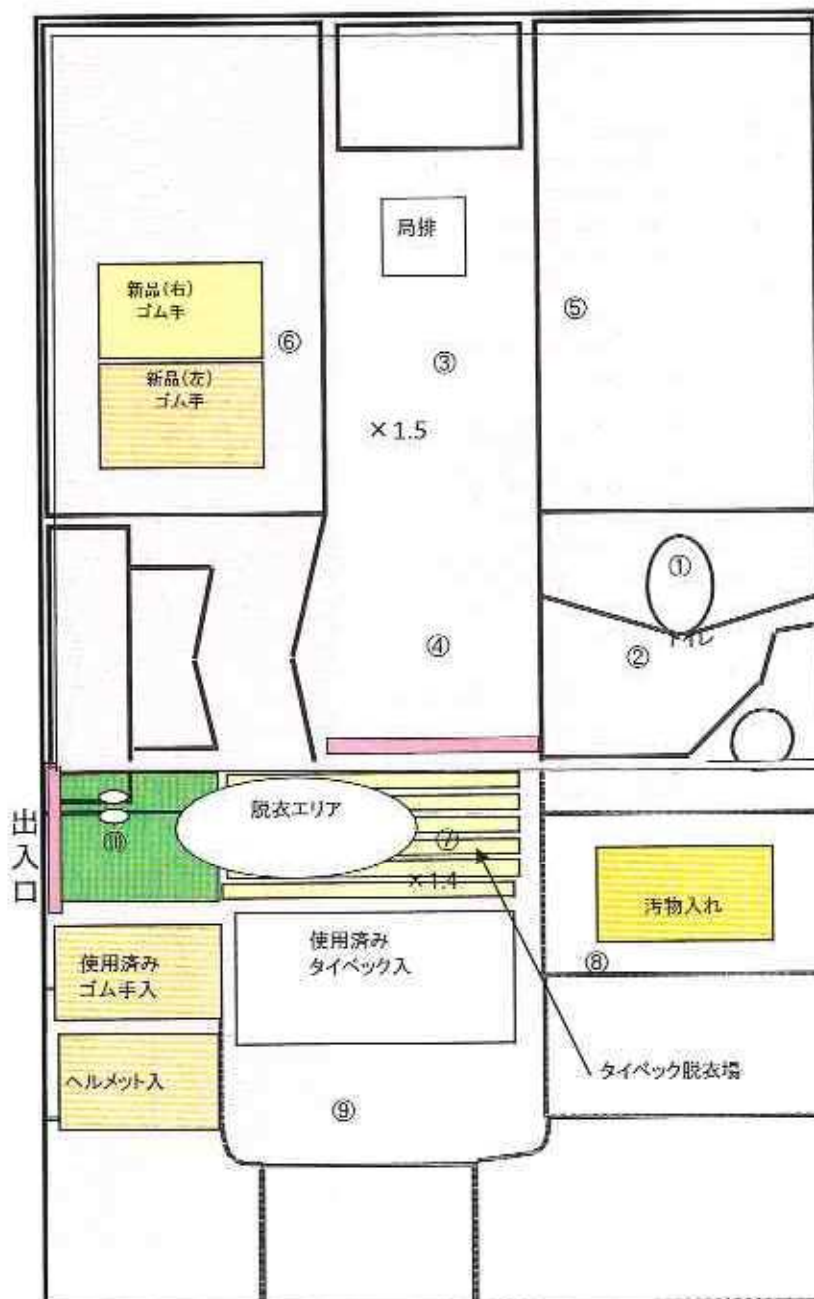 局排
新品(右)
ゴム手
新品(左)
ゴム手
⑥
⑤
③
×1.5
①
④
②
トイレ
出入口
脱衣エリア
⑩
⑦
×1.4
汚物入れ
使用済み
ゴム手入
使用済み
タイベック入
⑧
ヘルメット入
タイベック脱衣場
⑨